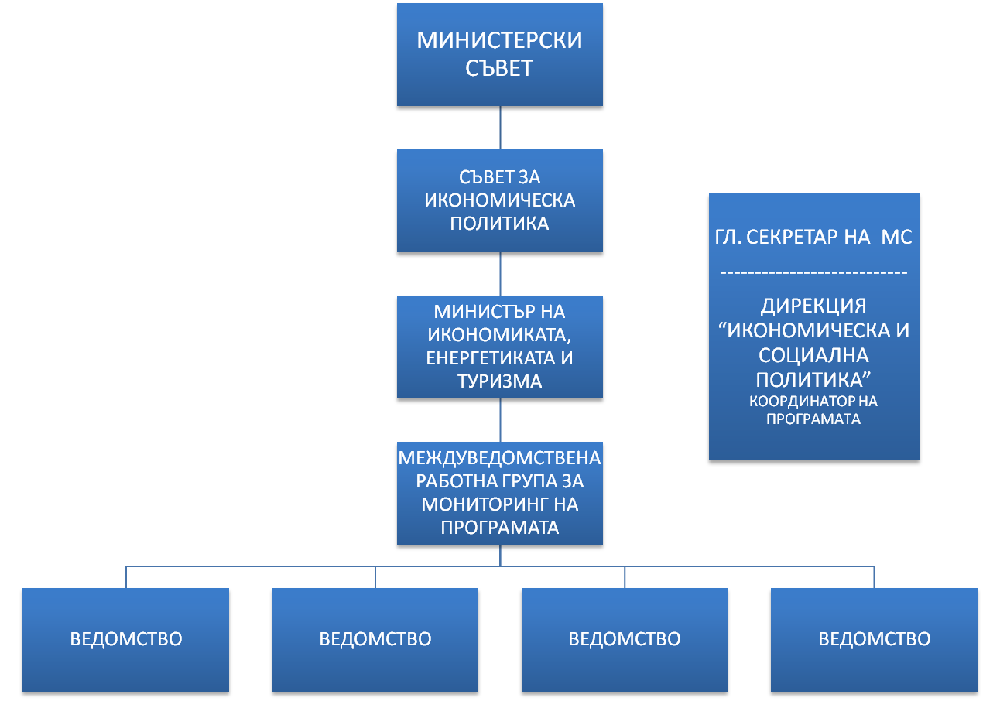 МИНИСТЕРСКИ
СЪВЕТ
СЪВЕТ ЗА
ИКОНОМИЧЕСКА
ПОЛИТИКА
ГЛ. СЕКРЕТАР НА МС
---------------------------
ДИРЕКЦИЯ
“ИКОНОМИЧЕСКА И
СОЦИАЛНА
ПОЛИТИКА”
КООРДИНАТОР НА
ПРОГРАМАТА
МИНИСТЪР НА
ИКОНОМИКАТА,
ЕНЕРГЕТИКАТА И
ТУРИЗМА
МЕЖДУВЕДОМСТВЕНА
РАБОТНА ГРУПА ЗА
МОНИТОРИНГ НА
ПРОГРАМАТА
ВЕДОМСТВО
ВЕДОМСТВО
ВЕДОМСТВО
ВЕДОМСТВО